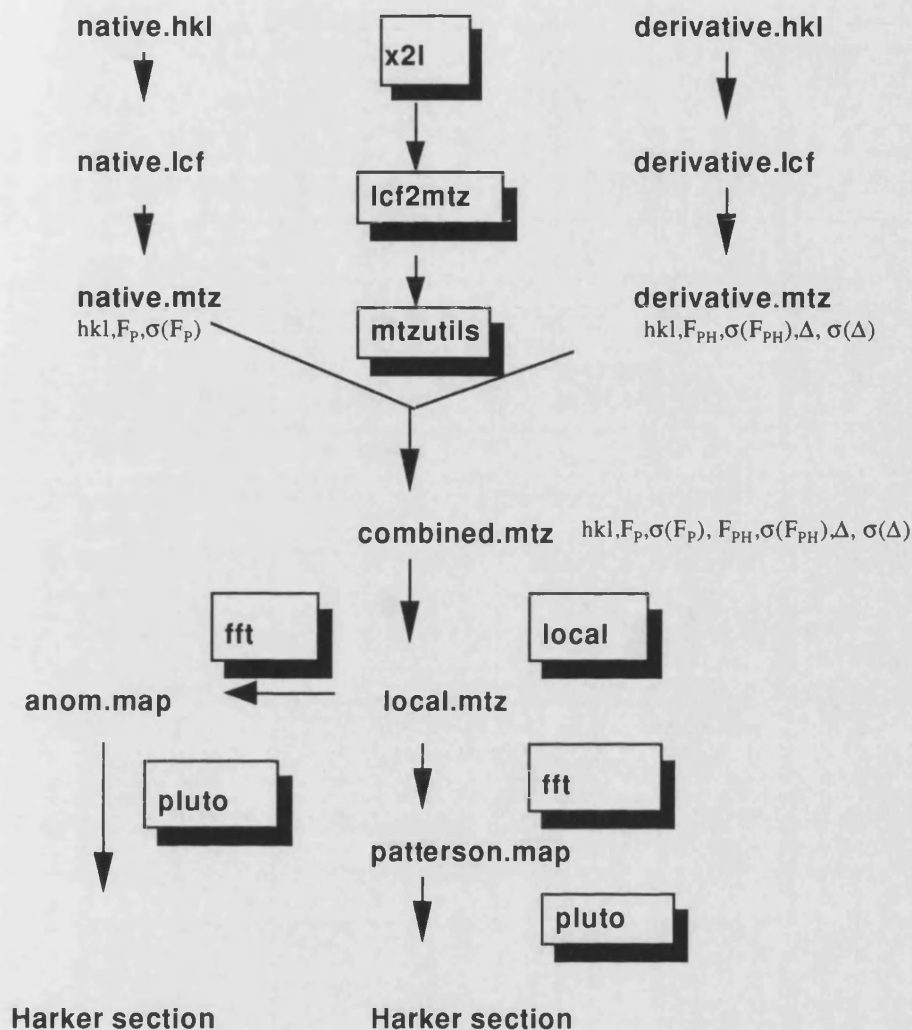 native.hkl
x2l
derivative.hkl
native.lcf
lcf2mtz
derivative.lcf
native.mtz
hkl,F_P,σ(F_P)
mtzutils
derivative.mtz
hkl,F_PH,σ(F_PH),Δ, σ(Δ)
combined.mtz hkl,F_P,σ(F_P), F_PH,σ(F_PH),Δ, σ(Δ)
fft
local
anom.map
local.mtz
pluto
fft
patterson.map
pluto
Harker section
Harker section